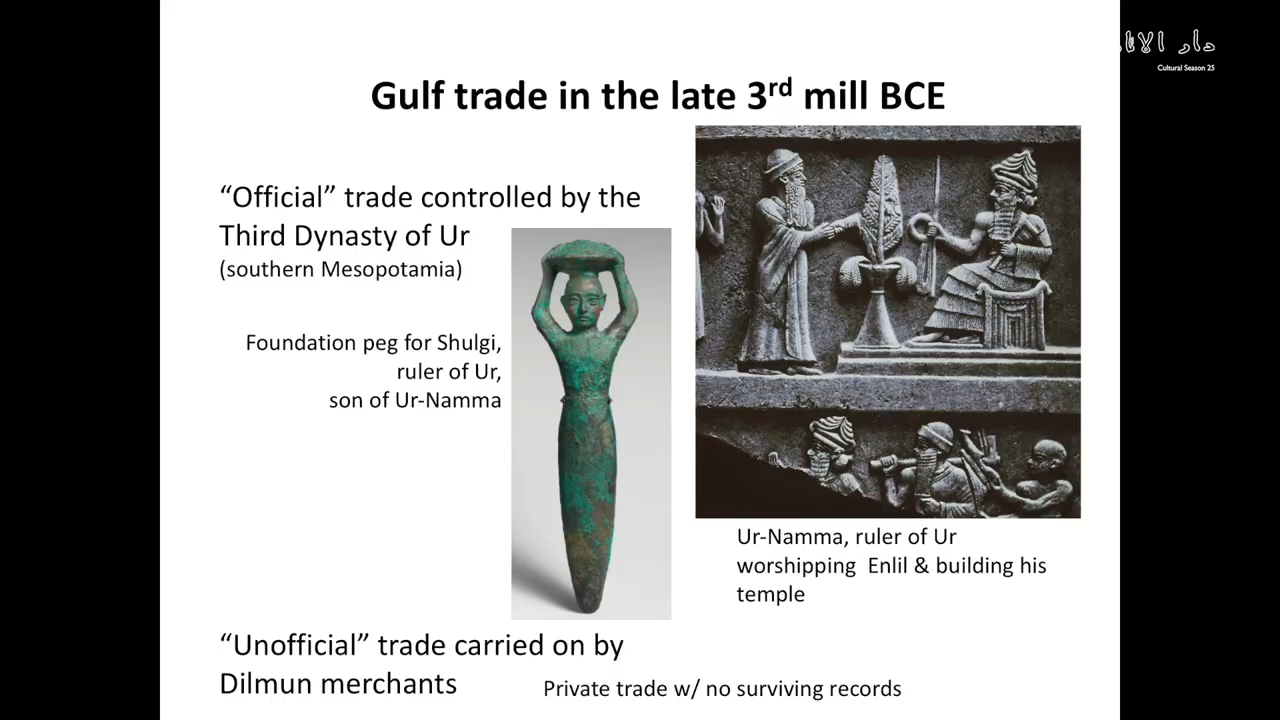 Gulf trade in the late 3rd mill BCE
“Official” trade controlled by the
Third Dynasty of Ur
(southern Mesopotamia)
Foundation peg for Shulgi,
ruler of Ur,
son of Ur-Namma
Ur-Namma, ruler of Ur
worshipping  Enlil & building his
temple
“Unofficial” trade carried on by
Dilmun merchants
Private trade w/ no surviving records
دار
Cultural Season 25